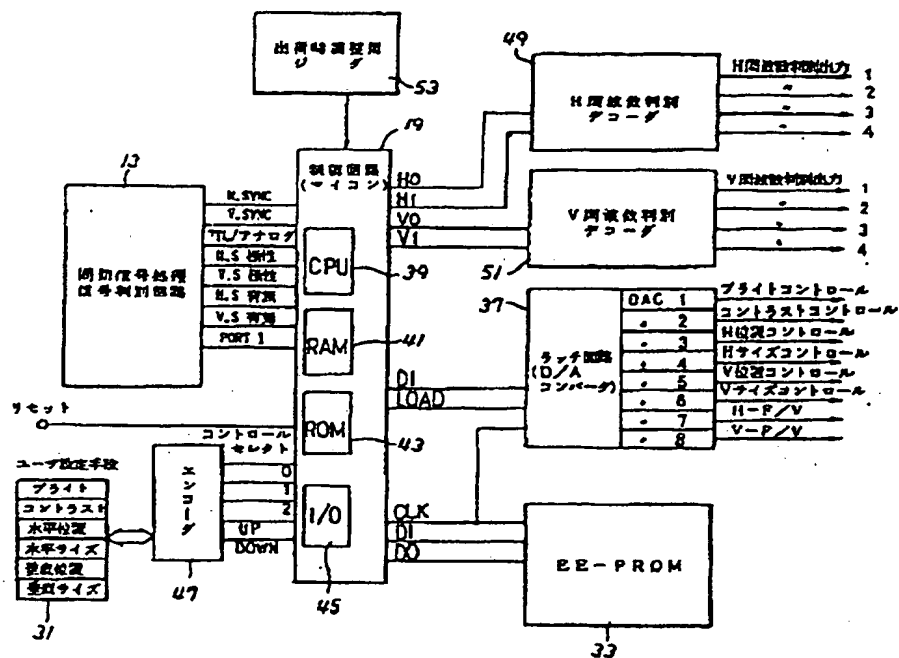 出荷時調整用
ジグ
53
19
制御回路
(マイコン)
CPU
39
RAM
41
ROM
43
I/O
45
13
同期信号処理
信号判別回路
H.SYNC
V.SYNC
TTL/アナログ
H.S 極性
V.S 極性
H.S 有無
V.S 有無
PORT 1
リセット
コントロール
セレクト
0
1
2
UP
DOWN
エンコーダ
47
ユーザ設定手段
ブライト
コントラスト
水平位置
水平サイズ
垂直位置
垂直サイズ
31
H0
H1
V0
V1
49
H周波数判別
デコーダ
H周波数判別出力
1
〃 2
〃 3
〃 4
V周波数判別
デコーダ
51
V周波数判別出力
1
〃 2
〃 3
〃 4
37
ラッチ回路
(D/A
コンバータ)
DI
LOAD
DAC 1 ブライトコントロール
〃 2 コントラストコントロール
〃 3 H位置コントロール
〃 4 Hサイズコントロール
〃 5 V位置コントロール
〃 6 Vサイズコントロール
〃 7 H-P/V
〃 8 V-P/V
CLK
DI
DO
EE-PROM
33